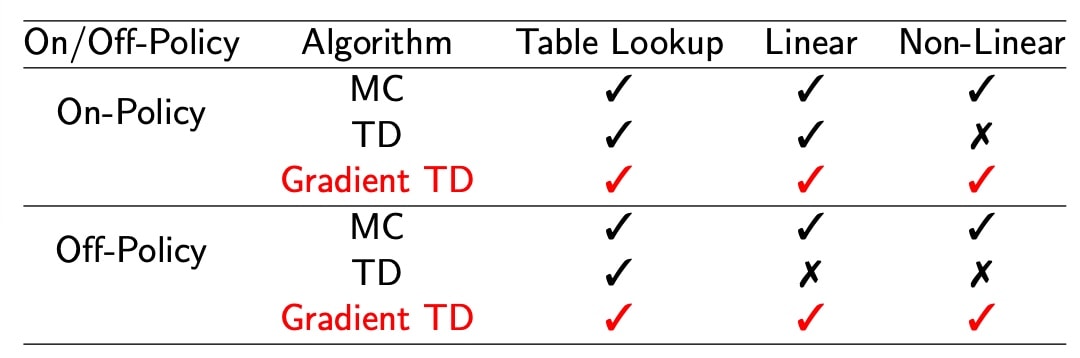 On/Off-Policy Algorithm Table Lookup Linear Non-Linear
MC ✓ ✓ ✓
On-Policy
TD ✓ ✓ ✗
Gradient TD ✓ ✓ ✓
MC ✓ ✓ ✓
Off-Policy
TD ✓ ✗ ✗
Gradient TD ✓ ✓ ✓